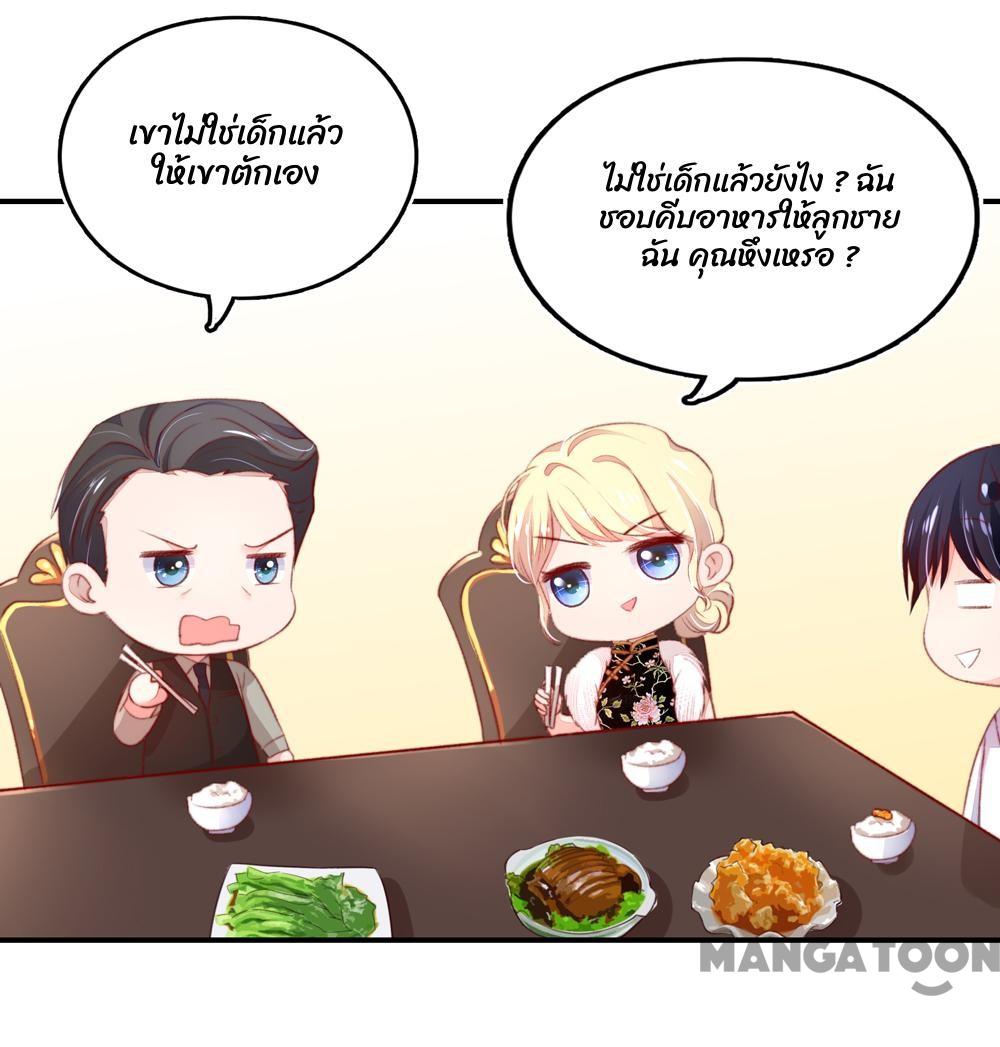 เขาไม่ใช่เด็กแล้ว
ให้เขาตักเอง
ไม่ใช่เด็กแล้วยังไง ? ฉัน
ชอบคีบอาหารให้ลูกชาย
ฉัน คุณหึงเหรอ ?
MANGATOON